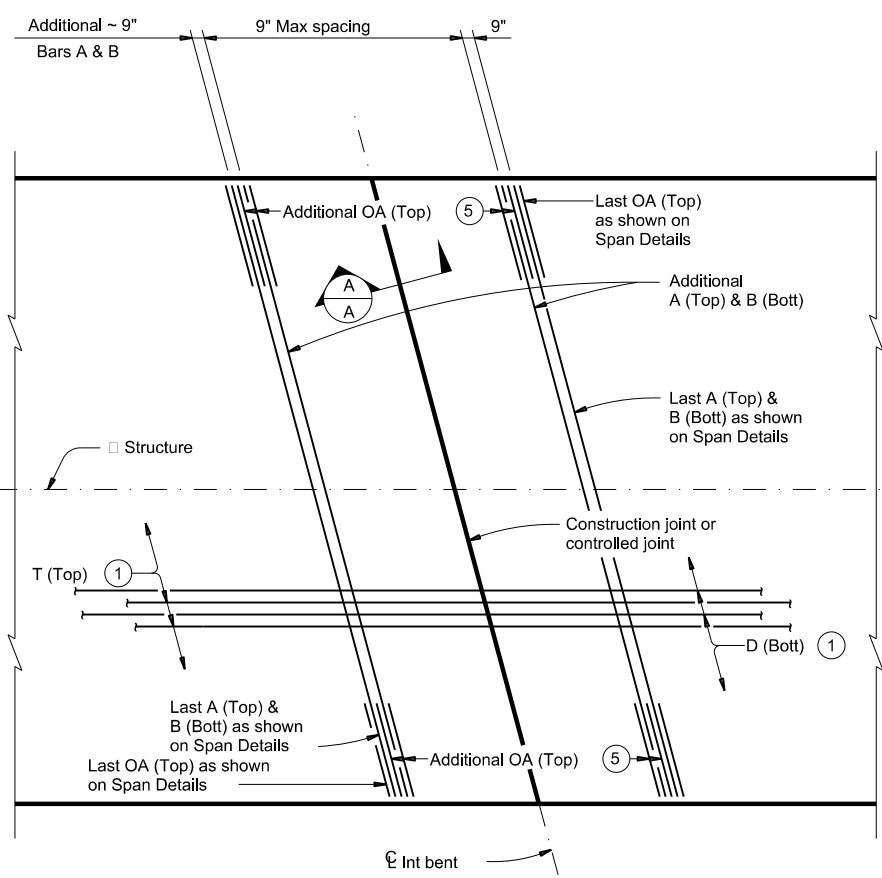 Additional ~ 9"
Bars A & B
9" Max spacing
9"
Additional OA (Top)
5
Last OA (Top)
as shown on
Span Details
A
A
Additional
A (Top) & B (Bott)
Last A (Top) &
B (Bott) as shown
on Span Details
Structure
Construction joint or
controlled joint
T (Top)
1
D (Bott)
1
Last A (Top) &
B (Bott) as shown
on Span Details
Last OA (Top) as shown
on Span Details
Additional OA (Top)
5
℄ Int bent